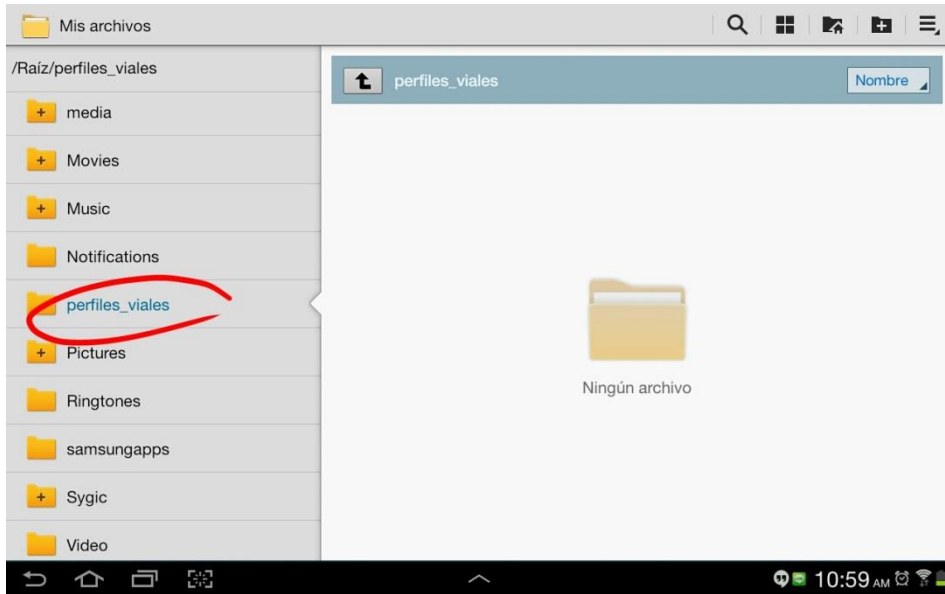 Mis archivos
/Raíz/perfiles_viales
media
Movies
Music
Notifications
perfiles_viales
Pictures
Ringtones
samsungapps
Sygic
Video
perfiles_viales
Nombre
Ningún archivo
10:59 AM